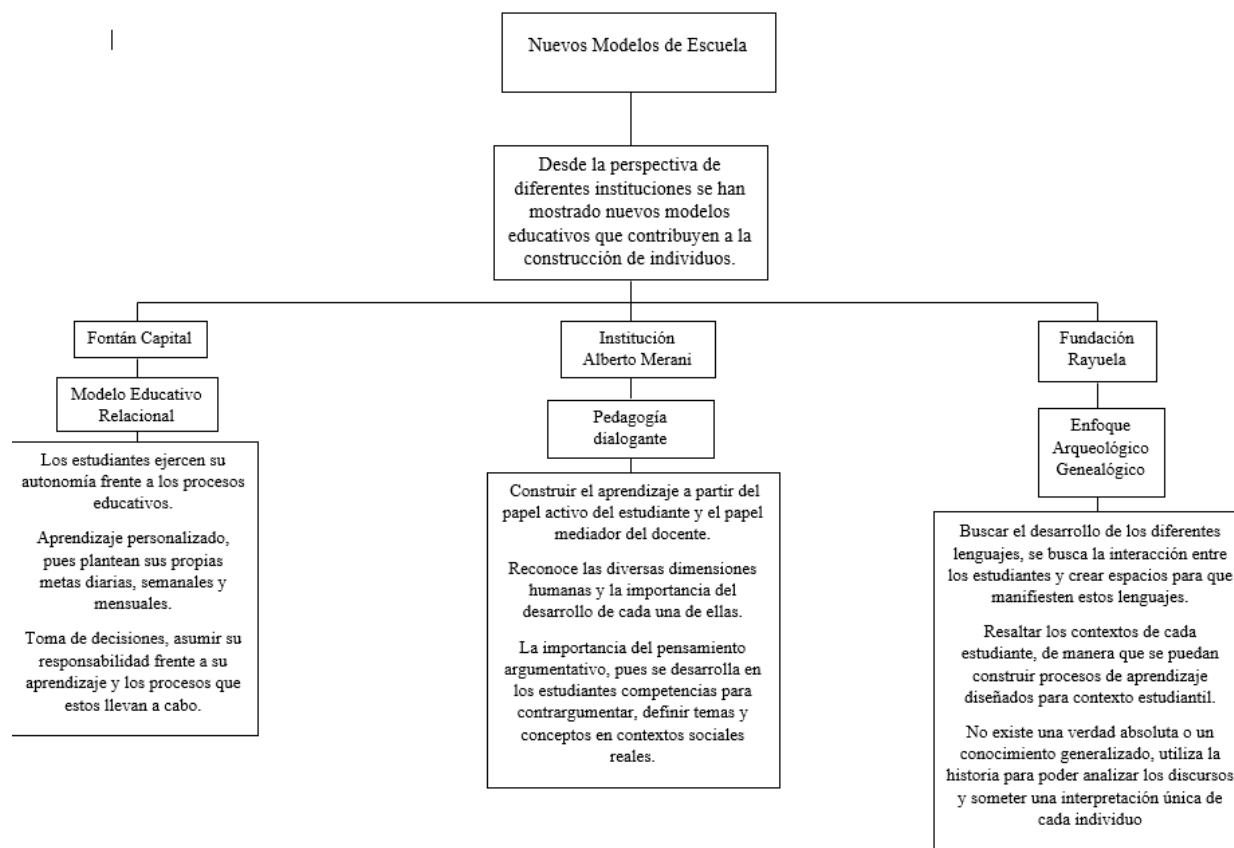 Nuevos Modelos de Escuela
Desde la perspectiva de
diferentes instituciones se han
mostrado nuevos modelos
educativos que contribuyen a la
construcción de individuos.
Fontán Capital
Modelo Educativo
Relacional
Los estudiantes ejercen su
autonomía frente a los procesos
educativos.
Aprendizaje personalizado,
pues plantean sus propias
metas diarias, semanales y
mensuales.
Toma de decisiones, asumir su
responsabilidad frente a su
aprendizaje y los procesos que
estos llevan a cabo.
Institución
Alberto Merani
Pedagogía
dialogante
Construir el aprendizaje a partir del
papel activo del estudiante y el papel
mediador del docente.
Reconoce las diversas dimensiones
humanas y la importancia del
desarrollo de cada una de ellas.
La importancia del pensamiento
argumentativo, pues se desarrolla en
los estudiantes competencias para
contrargumentar, definir temas y
conceptos en contextos sociales
reales.
Fundación
Rayuela
Enfoque
Arqueológico
Genealógico
Buscar el desarrollo de los diferentes
lenguajes, se busca la interacción entre
los estudiantes y crear espacios para que
manifiesten estos lenguajes.
Resaltar los contextos de cada
estudiante, de manera que se puedan
construir procesos de aprendizaje
diseñados para contexto estudiantil.
No existe una verdad absoluta o un
conocimiento generalizado, utiliza la
historia para poder analizar los discursos
y someter una interpretación única de
cada individuo